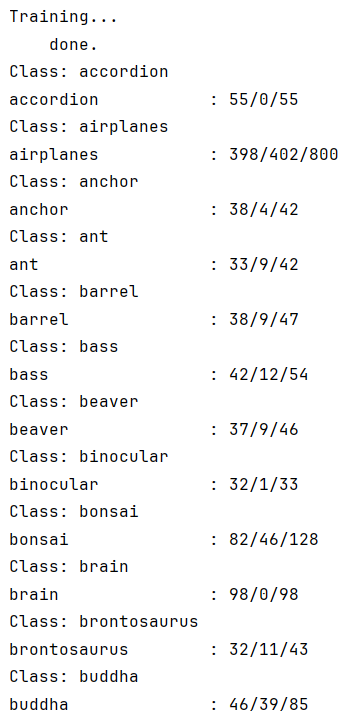 Training...
    done.
Class: accordion
accordion           : 55/0/55
Class: airplanes
airplanes           : 398/402/800
Class: anchor
anchor              : 38/4/42
Class: ant
ant                 : 33/9/42
Class: barrel
barrel              : 38/9/47
Class: bass
bass                : 42/12/54
Class: beaver
beaver              : 37/9/46
Class: binocular
binocular           : 32/1/33
Class: bonsai
bonsai              : 82/46/128
Class: brain
brain               : 98/0/98
Class: brontosaurus
brontosaurus        : 32/11/43
Class: buddha
buddha              : 46/39/85